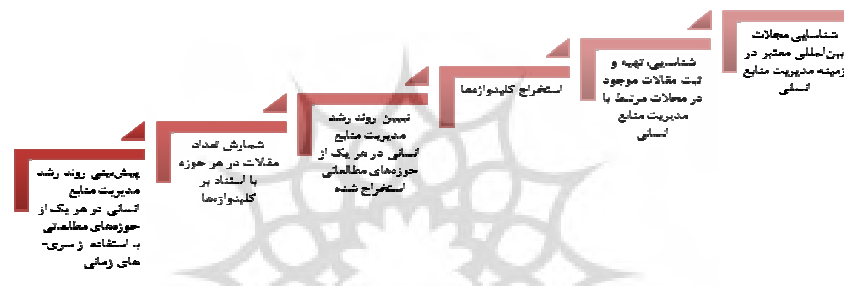 شناسایی مجلات
بین‌المللی معتبر در
زمینه مدیریت منابع
انسانی
شناسایی، تهیه و
ثبت مقالات موجود
در مجلات مرتبط با
مدیریت منابع
انسانی
استخراج کلیدواژه‌ها
تبیین روند رشد
مدیریت منابع
انسانی در هر یک از
حوزه‌های مطالعاتی
استخراج شده
شمارش تعداد
مقالات در هر حوزه
با استناد بر
کلیدواژه‌ها
پیش‌بینی روند رشد
مدیریت منابع
انسانی در هر یک از
حوزه‌های مطالعاتی
با استفاده از سری-
های زمانی